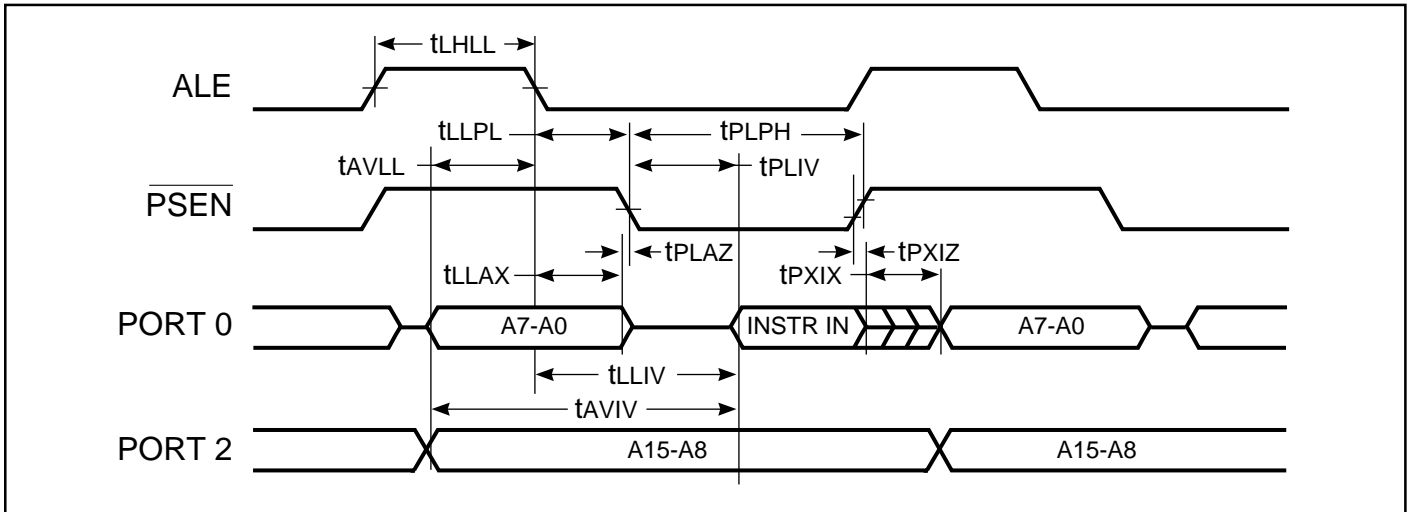 tLHLL
ALE
tLLPL
tPLPH
tAVLL
tPLIV
PSEN
tPLAZ
tPXIZ
tLLAX
tPXIX
PORT 0
A7-A0
INSTR IN
A7-A0
tLLIV
tAVIV
PORT 2
A15-A8
A15-A8